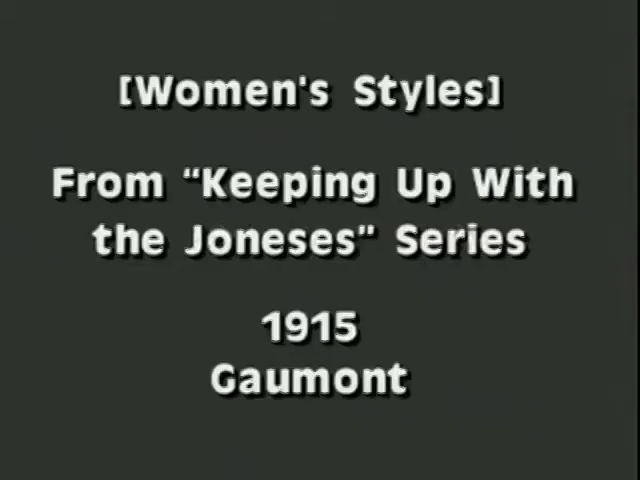 [Women's Styles]
From “Keeping Up With
the Joneses” Series
1915
Gaumont